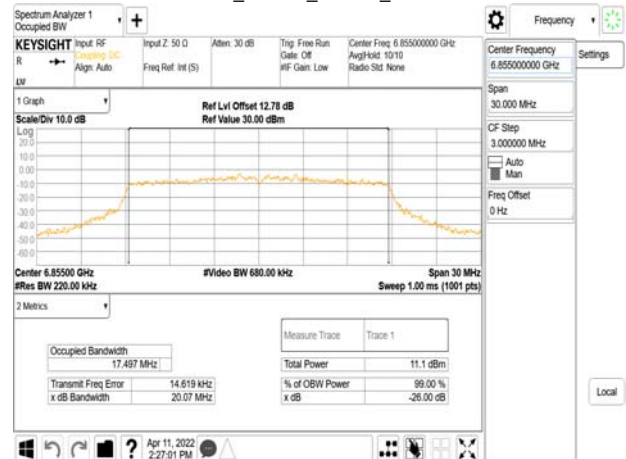 Spectrum Analyzer 1
Occupied BW
Frequency
KEYSIGHT Input: RF Input Z: 50 Ω Atten: 30 dB Trig: Free Run Center Freq: 6.855000000 GHz
R Coupling: DC Gate: Off Avg|Hold: 10/10
Align: Auto Freq Ref: Int (S) #IF Gain: Low Radio Std: None
LVI
Center Frequency
6.855000000 GHz
Settings
Span
30.000 MHz
CF Step
3.000000 MHz
Auto
Man
Freq Offset
0 Hz
1 Graph
Ref Lvl Offset 12.78 dB
Scale/Div 10.0 dB Ref Value 30.00 dBm
Log
20.0
10.0
0.00
-10.0
-20.0
-30.0
-40.0
-50.0
-60.0
Center 6.85500 GHz #Video BW 680.00 kHz Span 30 MHz
#Res BW 220.00 kHz Sweep 1.00 ms (1001 pts)
2 Metrics
Measure Trace Trace 1
Occupied Bandwidth
17.497 MHz Total Power 11.1 dBm
Transmit Freq Error 14.619 kHz % of OBW Power 99.00 %
x dB Bandwidth 20.07 MHz x dB -26.00 dB
Local
Apr 11, 2022
2:27:01 PM